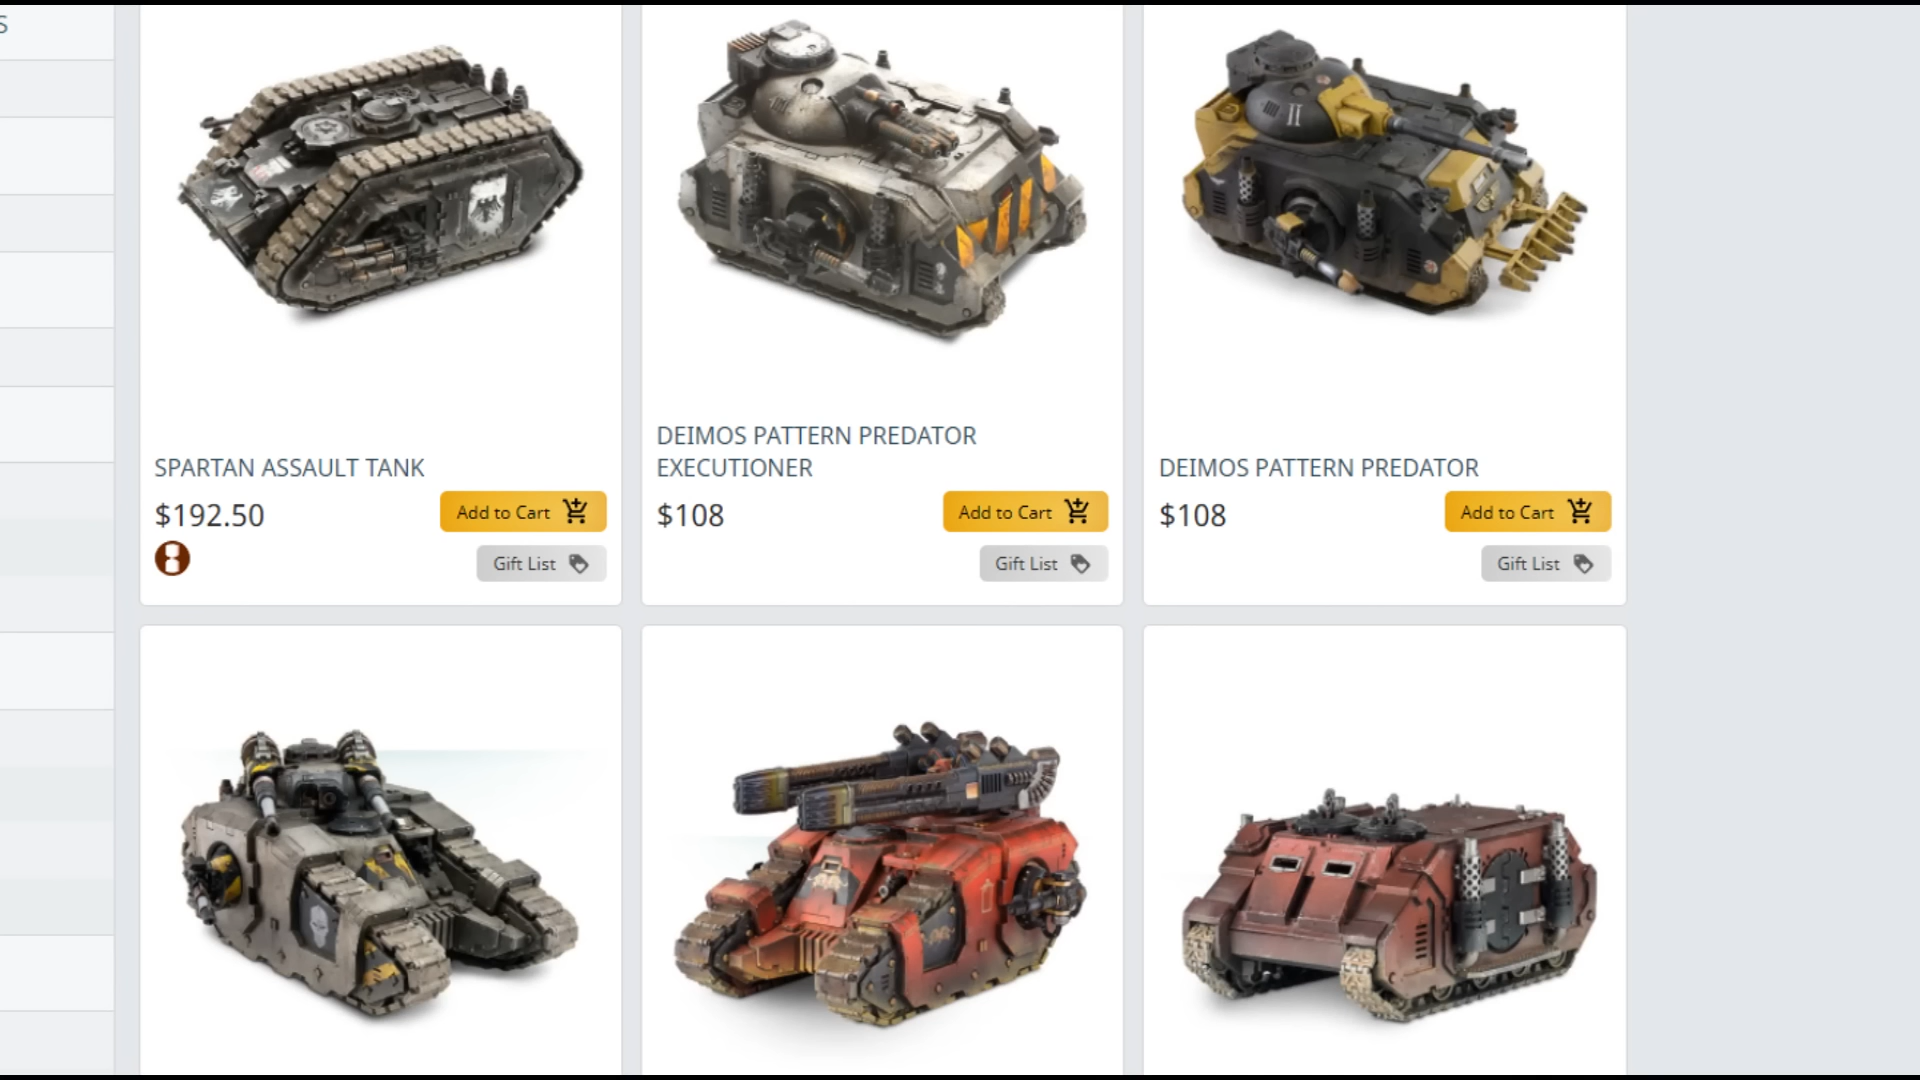 S
SPARTAN ASSAULT TANK
$192.50
Add to Cart
Gift List
DEIMOS PATTERN PREDATOR
EXECUTIONER
$108
Add to Cart
Gift List
II
DEIMOS PATTERN PREDATOR
$108
Add to Cart
Gift List